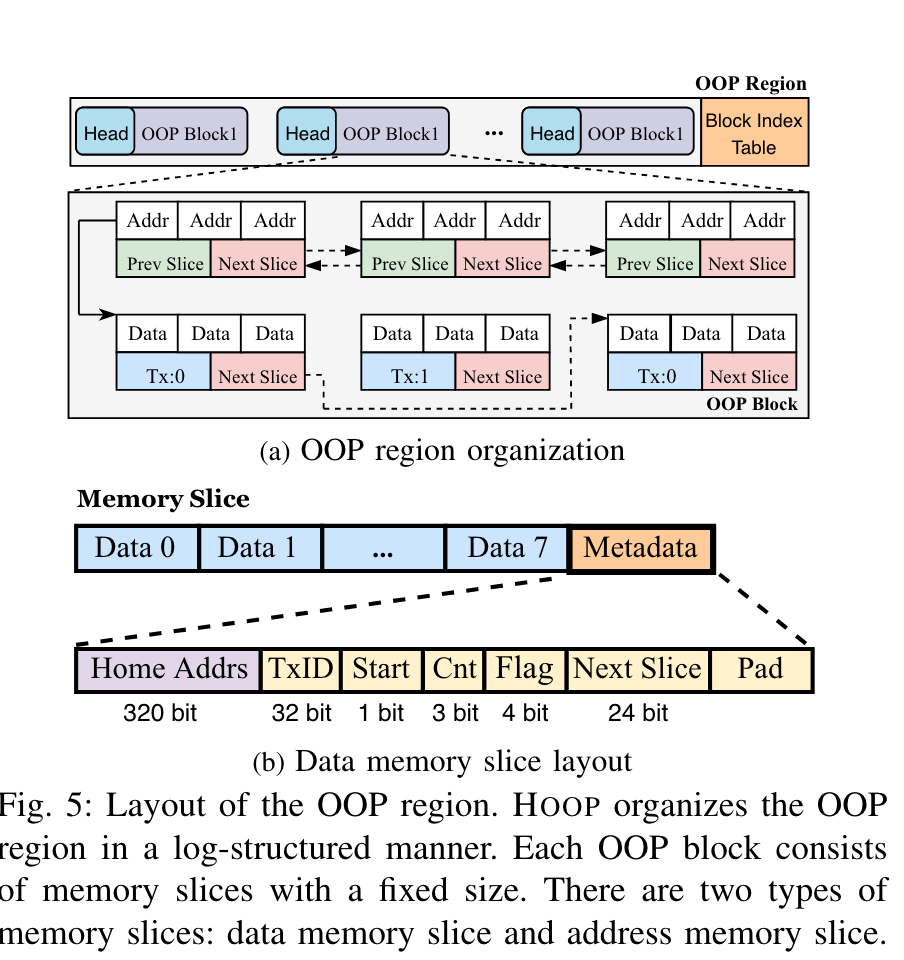 OOP Region
Head OOP Block1 Head OOP Block1 ... Head OOP Block1 Block Index Table
Addr Addr Addr Addr Addr Addr Addr Addr Addr
Prev Slice Next Slice Prev Slice Next Slice Prev Slice Next Slice
Data Data Data Data Data Data Data Data Data
Tx:0 Next Slice Tx:1 Next Slice Tx:0 Next Slice
OOP Block
(a) OOP region organization
Memory Slice
Data 0 Data 1 ... Data 7 Metadata
Home Addrs TxID Start Cnt Flag Next Slice Pad
320 bit 32 bit 1 bit 3 bit 4 bit 24 bit
(b) Data memory slice layout
Fig. 5: Layout of the OOP region. HOOP organizes the OOP
region in a log-structured manner. Each OOP block consists
of memory slices with a fixed size. There are two types of
memory slices: data memory slice and address memory slice.